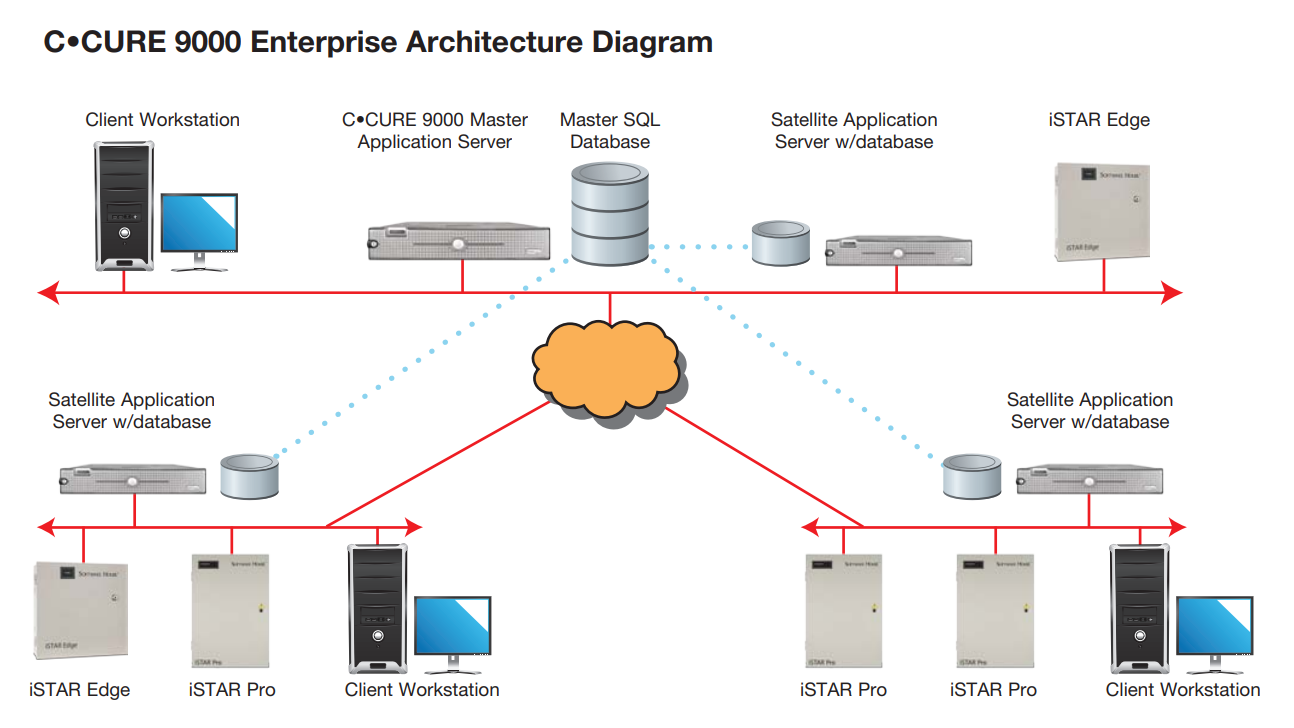 C•CURE 9000 Enterprise Architecture Diagram
Client Workstation
C•CURE 9000 Master
Application Server
Master SQL
Database
Satellite Application
Server w/database
iSTAR Edge
Software House
iSTAR Edge
Satellite Application
Server w/database
Satellite Application
Server w/database
Software House
iSTAR Edge
Software House
iSTAR Pro
Software House
iSTAR Pro
Software House
iSTAR Pro
iSTAR Edge
iSTAR Pro
Client Workstation
iSTAR Pro
iSTAR Pro
Client Workstation